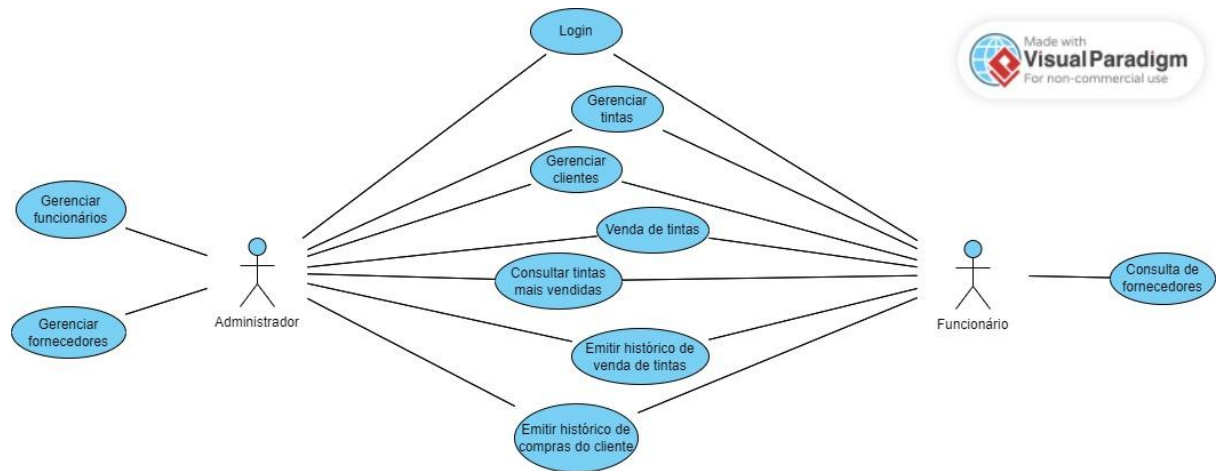 Login
Made with
Visual Paradigm
For non-commercial use
Gerenciar
tintas
Gerenciar
clientes
Gerenciar
funcionários
Venda de tintas
Consultar tintas
mais vendidas
Consulta de
fornecedores
Administrador
Funcionário
Gerenciar
fornecedores
Emitir histórico de
venda de tintas
Emitir histórico de
compras do cliente